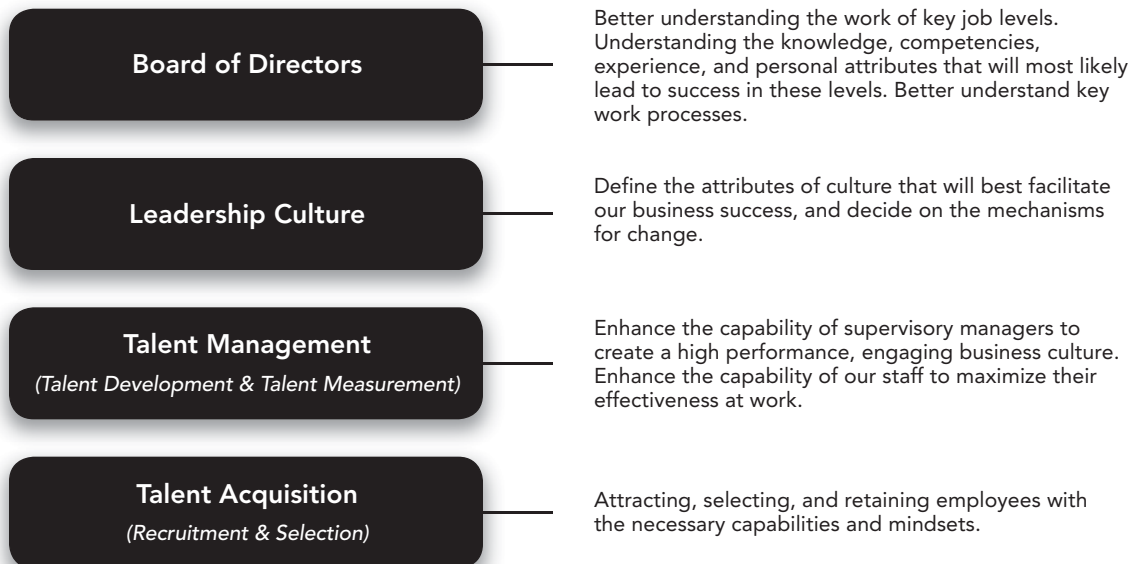 Board of Directors
Better understanding the work of key job levels.
Understanding the knowledge, competencies,
experience, and personal attributes that will most likely
lead to success in these levels. Better understand key
work processes.
Leadership Culture
Define the attributes of culture that will best facilitate
our business success, and decide on the mechanisms
for change.
Talent Management
(Talent Development & Talent Measurement)
Enhance the capability of supervisory managers to
create a high performance, engaging business culture.
Enhance the capability of our staff to maximize their
effectiveness at work.
Talent Acquisition
(Recruitment & Selection)
Attracting, selecting, and retaining employees with
the necessary capabilities and mindsets.